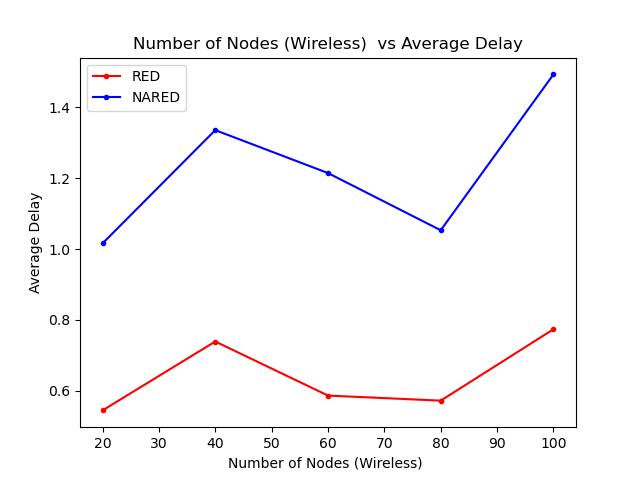 Number of Nodes (Wireless)  vs Average Delay
RED
NARED
1.4
1.2
1.0
0.8
0.6
Average Delay
20 30 40 50 60 70 80 90 100
Number of Nodes (Wireless)